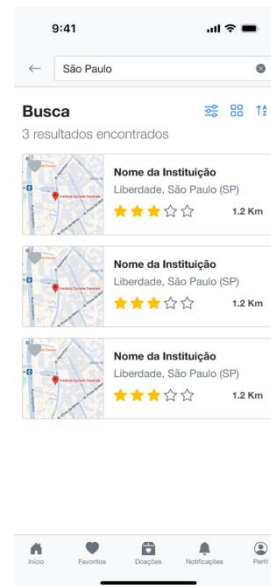 9:41
São Paulo
Busca
3 resultados encontrados
Nome da Instituição
Liberdade, São Paulo (SP)
1.2 Km
Nome da Instituição
Liberdade, São Paulo (SP)
1.2 Km
Nome da Instituição
Liberdade, São Paulo (SP)
1.2 Km
Início
Favoritos
Doações
Notificações
Perfil